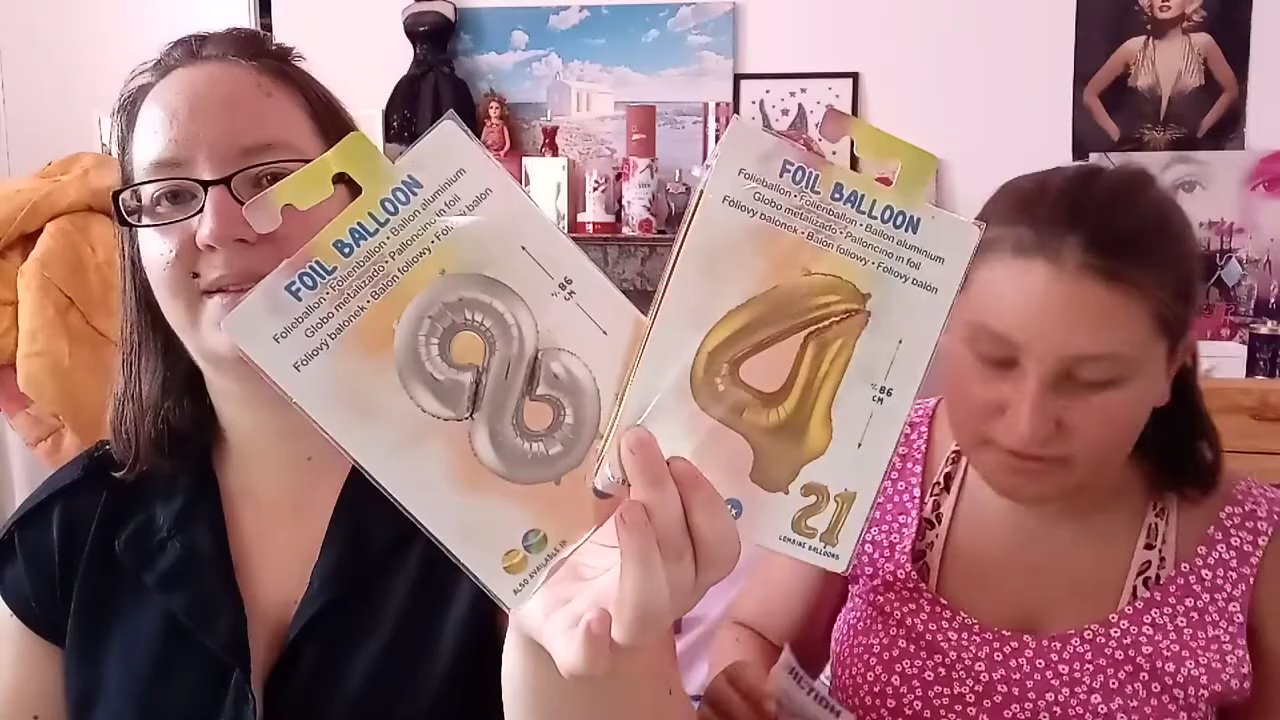 FOIL BALLOON
Folieballon • Folienballon • Ballon aluminium
Globo metalizado • Palloncino in foil
Fóliový balónek • Balon foliowy • balón
86
CM
ALSO AVAILABLE IN
FOIL BALLOON
Folieballon • Folienballon • Ballon aluminium
Globo metalizado • Palloncino in foil
Fóliový balónek • Balon foliowy • Fóliový balón
86
CM
21
COMBINE BALLOONS
ACTION